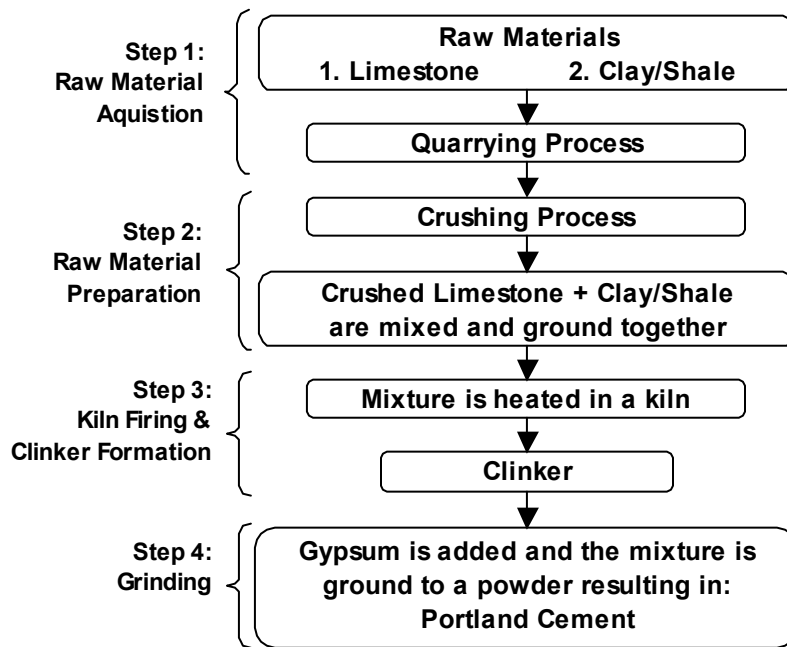 Step 1:
Raw Material
Aquistion
Raw Materials
1. Limestone 2. Clay/Shale
Quarrying Process
Step 2:
Raw Material
Preparation
Crushing Process
Crushed Limestone + Clay/Shale
are mixed and ground together
Step 3:
Kiln Firing &
Clinker Formation
Mixture is heated in a kiln
Clinker
Step 4:
Grinding
Gypsum is added and the mixture is
ground to a powder resulting in:
Portland Cement